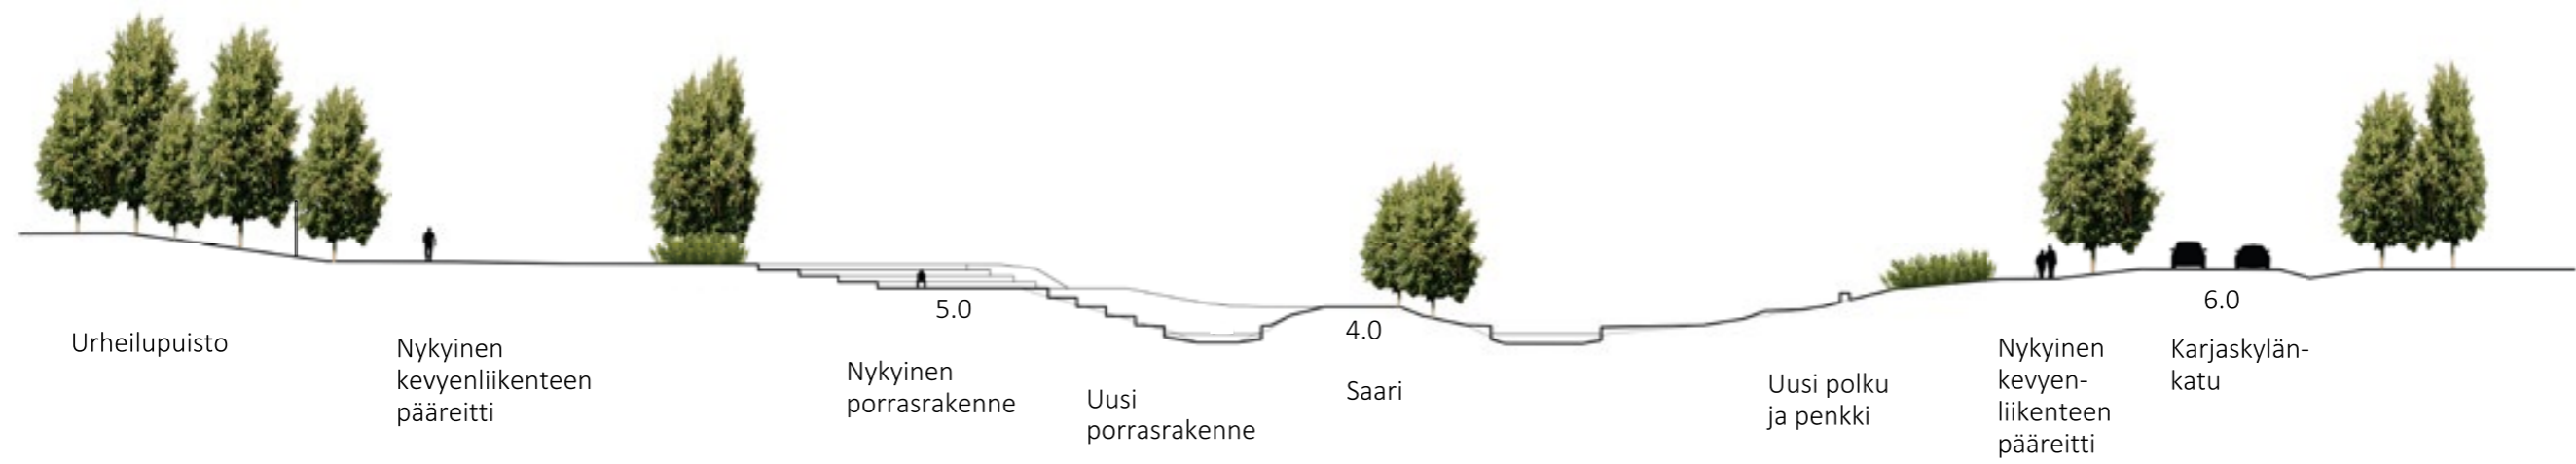 Urheilupuisto
Nykyinen
kevyenliikenteen
pääreitti
5.0
Nykyinen
porrasrakenne
Uusi
porrasrakenne
4.0
Saari
Uusi polku
ja penkki
Nykyinen
kevyen-
liikenteen
pääreitti
6.0
Karjaskylän-
katu